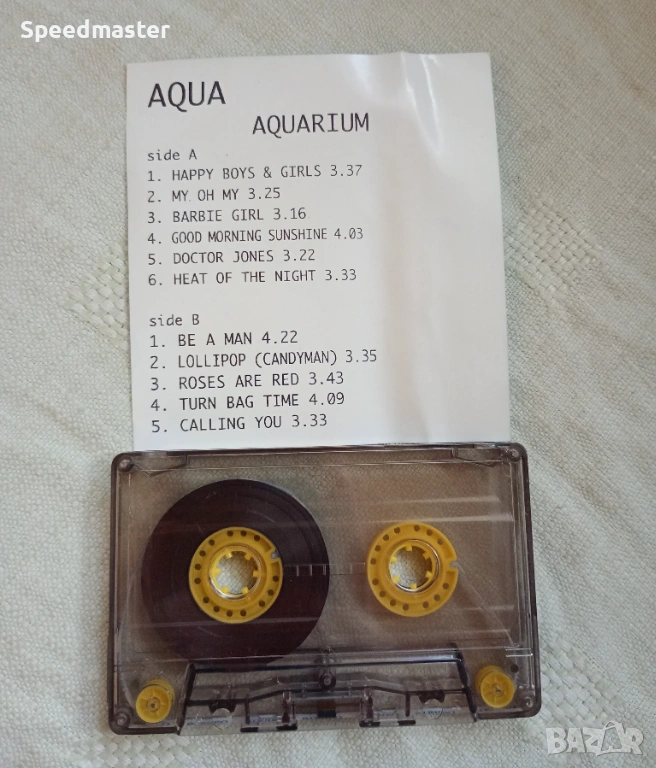 Speedmaster
AQUA
AQUARIUM
side A
1. HAPPY BOYS & GIRLS 3.37
2. MY OH MY 3.25
3. BARBIE GIRL 3.16
4. GOOD MORNING SUNSHINE 4.03
5. DOCTOR JONES 3.22
6. HEAT OF THE NIGHT 3.33
side B
1. BE A MAN 4.22
2. LOLLIPOP (CANDYMAN) 3.35
3. ROSES ARE RED 3.43
4. TURN BAG TIME 4.09
5. CALLING YOU 3.33
BAZAR